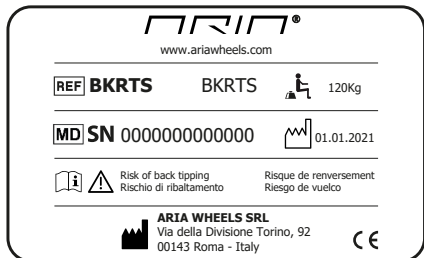 ARIA®
www.ariawheels.com
REF BKRTS BKRTS 120Kg
MD SN 0000000000000 01.01.2021
Risk of back tipping Risque de renversement
Rischio di ribaltamento Riesgo de vuelco
ARIA WHEELS SRL
Via della Divisione Torino, 92
00143 Roma - Italy
CE